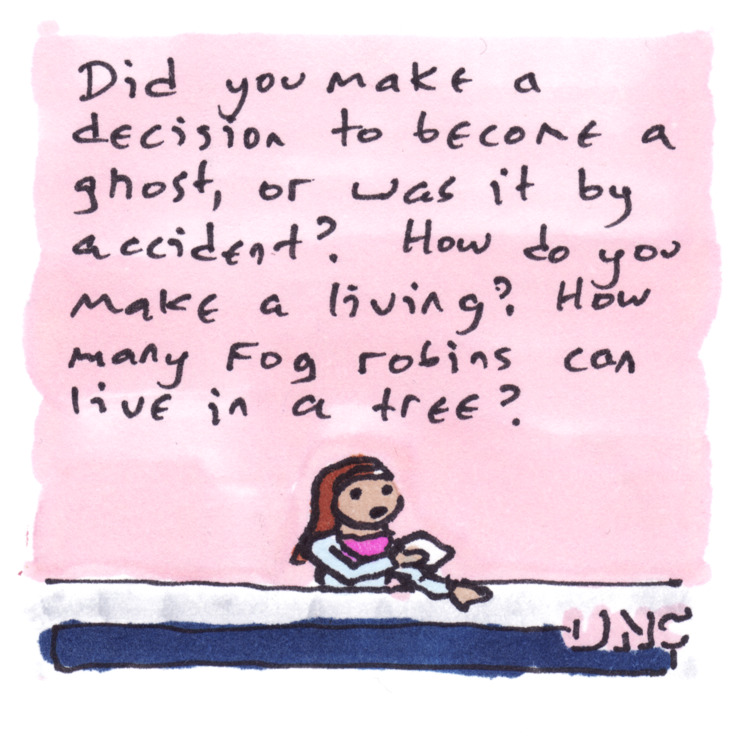 Did you make a
decision to become a
ghost, or was it by
accident? How do you
make a living? How
many Fog robins can
live in a tree?
UNC